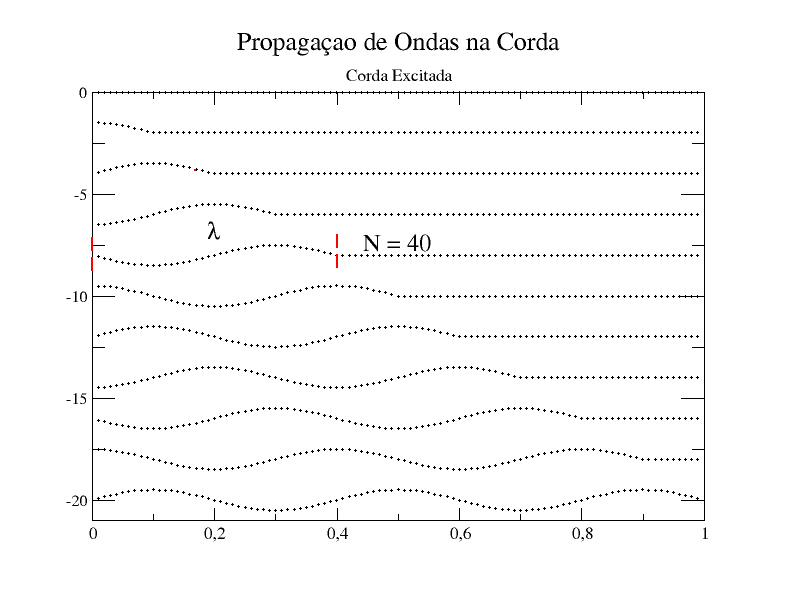 Propagaçao de Ondas na Corda
Corda Excitada
0
-5
λ
N = 40
-10
-15
-20
0
0,2
0,4
0,6
0,8
1